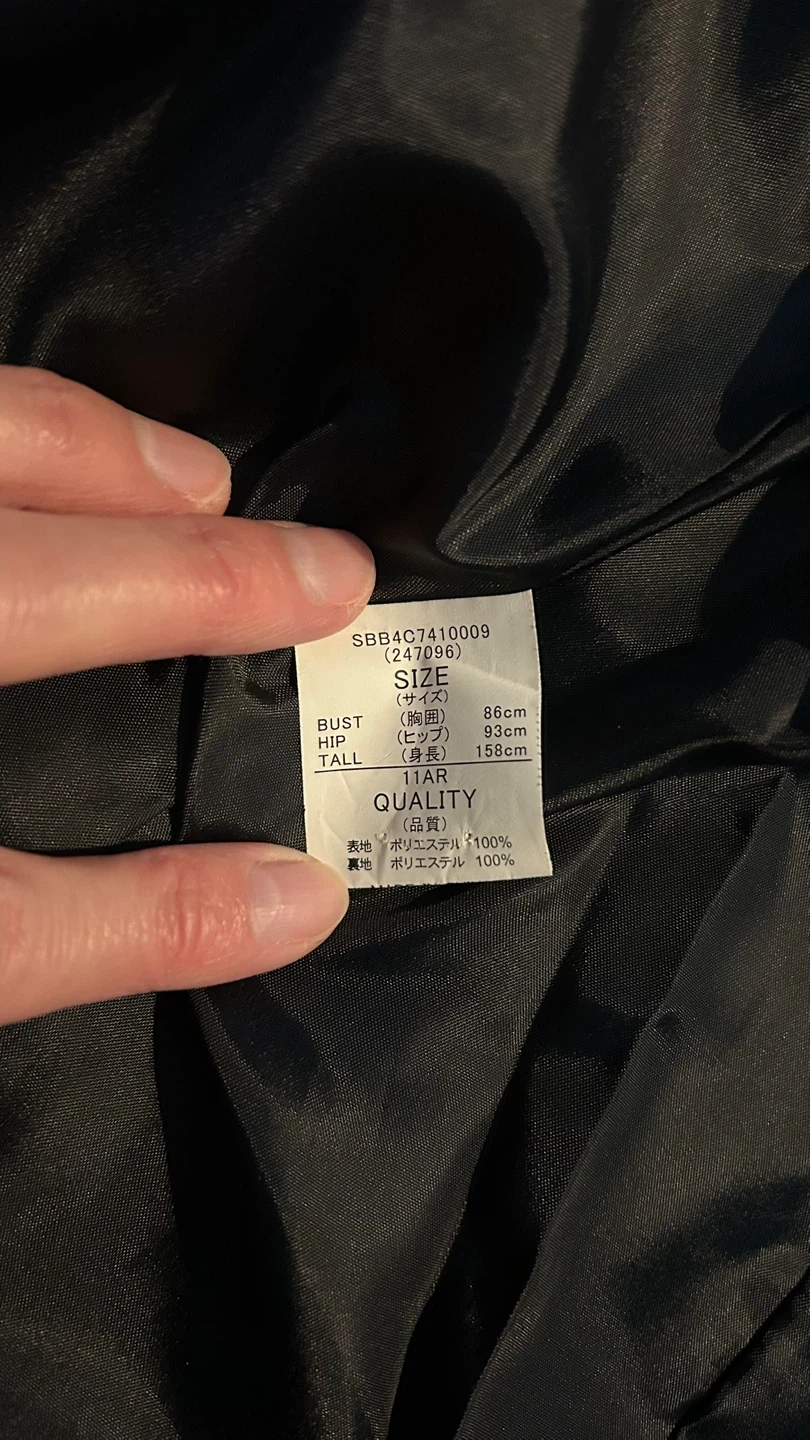 SBB4C7410009
(247096)
SIZE
(サイズ)
BUST (胸囲) 86cm
HIP (ヒップ) 93cm
TALL (身長) 158cm
11AR
QUALITY
(品質)
表地 ポリエステル 100%
裏地 ポリエステル 100%